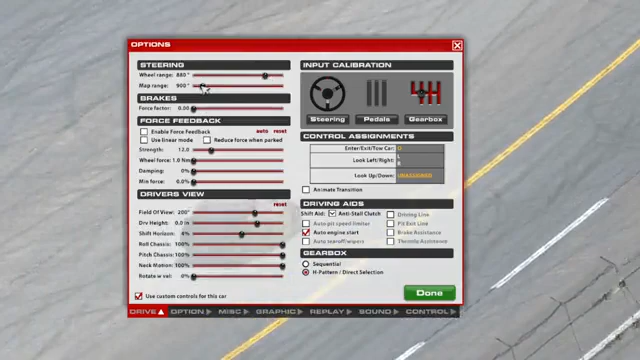 OPTIONS
STEERING
Wheel range: 880°
Map range: 900°
BRAKES
Force factor: 0.00
FORCE FEEDBACK
Enable Force Feedback auto reset
Use linear mode Reduce force when parked
Strength: 12.0
Wheel force: 1.0 Nm
Damping: 0%
Min force: 0.0%
DRIVERS VIEW
reset
Field Of View: 200°
Drv Height: 0.0 in
Shift Horizon: 8%
Roll Chassis: 100%
Pitch Chassis: 100%
Neck Motion: 100%
Rotate w val: 0%
Use custom controls for this car
INPUT CALIBRATION
Steering Pedals Gearbox
CONTROL ASSIGNMENTS
Enter/Exit/Tow Car:
Look Left/Right: L
R
Look Up/Down: UNASSIGNED
Animate Transition
DRIVING AIDS
Shift Aid: Anti-Stall Clutch Driving Line
Auto pit speed limiter Pit Exit Line
Auto engine start Brake Assistance
Auto tearoff/wipers Throttle Assistance
GEARBOX
Sequential
H-Pattern / Direct Selection
Done
DRIVE OPTION MISC GRAPHIC REPLAY SOUND CONTROL